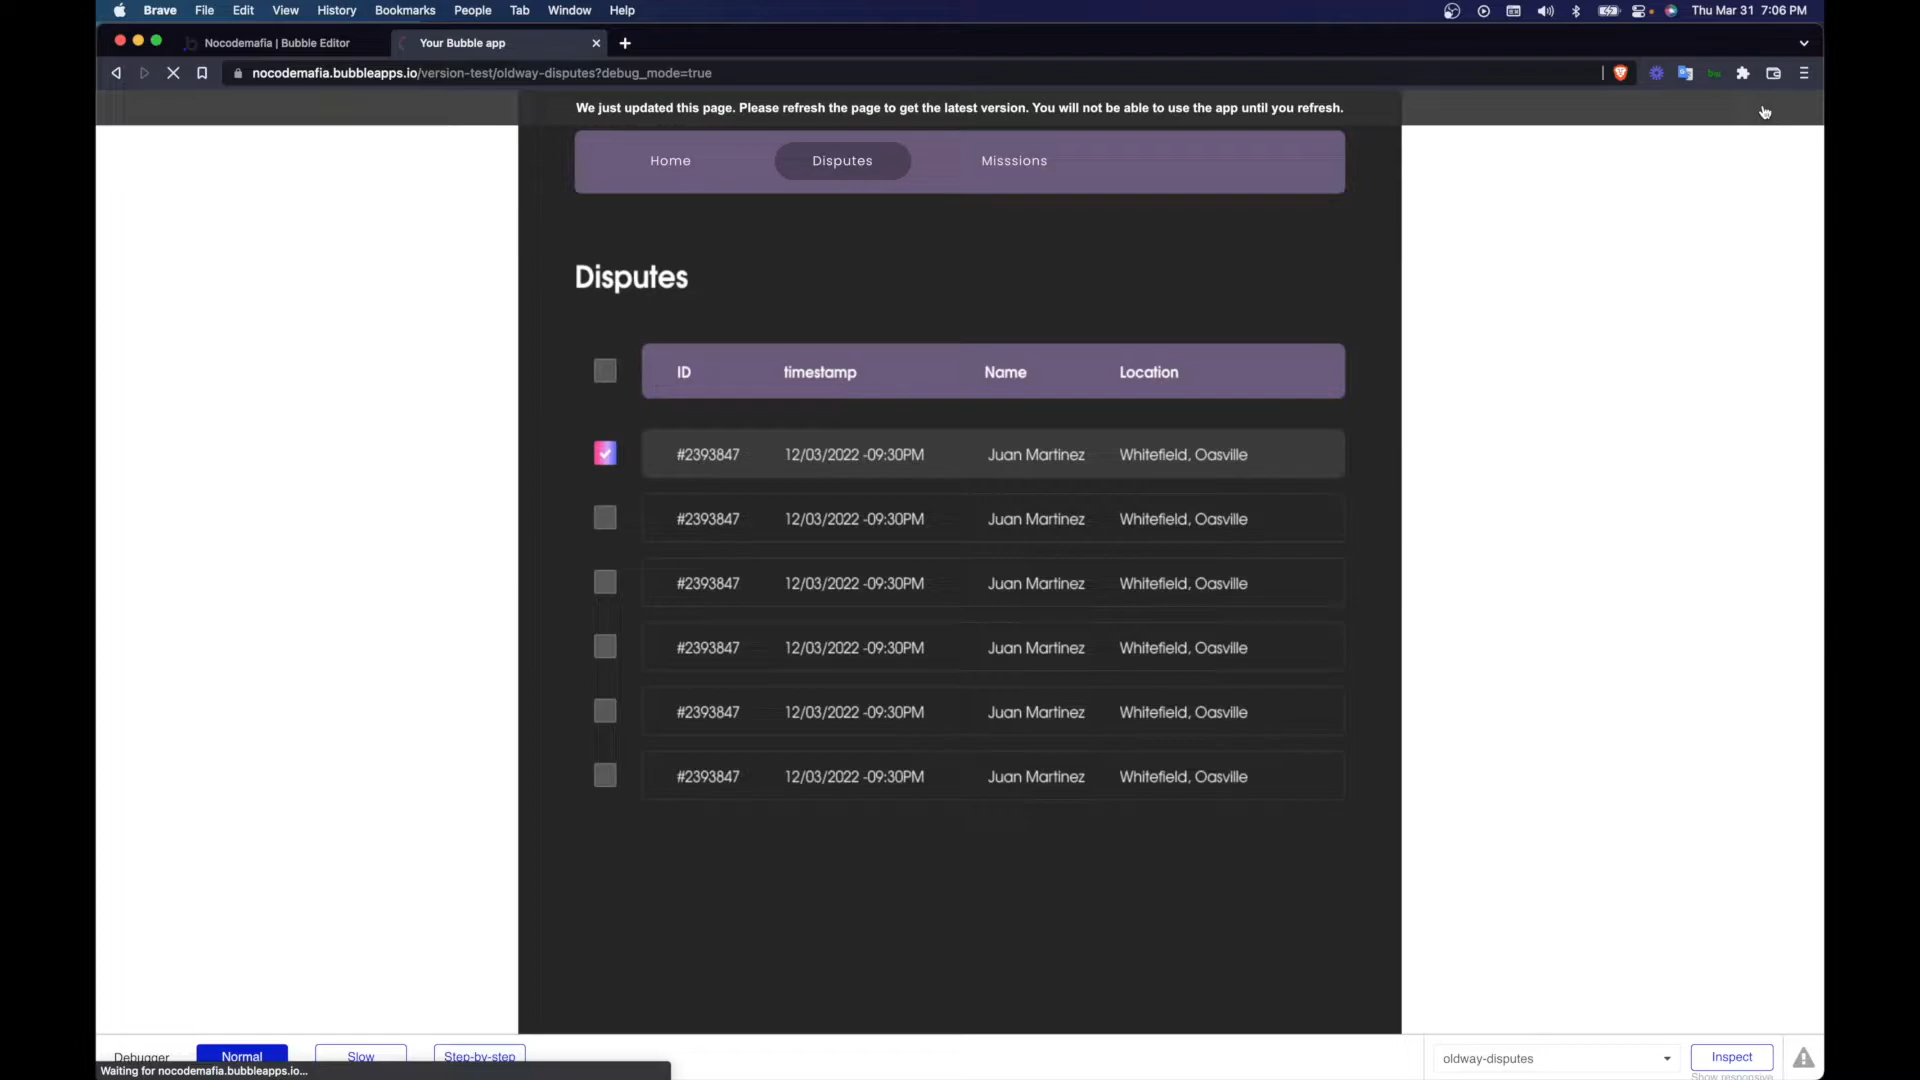 Brave File Edit View History Bookmarks People Tab Window Help Thu Mar 31 7:06 PM
Nocodemafia | Bubble Editor Your Bubble app
nocodemafia.bubbleapps.io/version-test/oldway-disputes?debug_mode=true
We just updated this page. Please refresh the page to get the latest version. You will not be able to use the app until you refresh.
Home Disputes Misssions
Disputes
ID timestamp Name Location
#2393847 12/03/2022 -09:30PM Juan Martinez Whitefield, Oasville
#2393847 12/03/2022 -09:30PM Juan Martinez Whitefield, Oasville
#2393847 12/03/2022 -09:30PM Juan Martinez Whitefield, Oasville
#2393847 12/03/2022 -09:30PM Juan Martinez Whitefield, Oasville
#2393847 12/03/2022 -09:30PM Juan Martinez Whitefield, Oasville
#2393847 12/03/2022 -09:30PM Juan Martinez Whitefield, Oasville
Debugger Normal Slow Step-by-step oldway-disputes Inspect
Waiting for nocodemafia.bubbleapps.io...
Show responsive